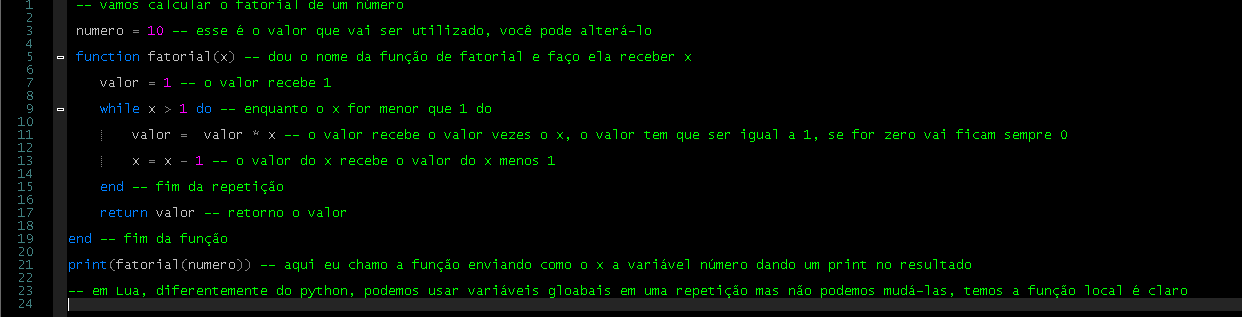 1 -- vamos calcular o fatorial de um número
2
3 numero = 10 -- esse é o valor que vai ser utilizado, você pode alterá-lo
4
5 function fatorial(x) -- dou o nome da função de fatorial e faço ela receber x
6
7 valor = 1 -- o valor recebe 1
8
9 while x > 1 do -- enquanto o x for menor que 1 do
10
11 valor =  valor * x -- o valor recebe o valor vezes o x, o valor tem que ser igual a 1, se for zero vai ficam sempre 0
12
13 x = x - 1 -- o valor do x recebe o valor do x menos 1
14
15 end -- fim da repetição
16
17 return valor -- retorno o valor
18
19 end -- fim da função
20
21 print(fatorial(numero)) -- aqui eu chamo a função enviando como o x a variável número dando um print no resultado
22
23 -- em Lua, diferentemente do python, podemos usar variáveis gloabais em uma repetição mas não podemos mudá-las, temos a função local é claro
24